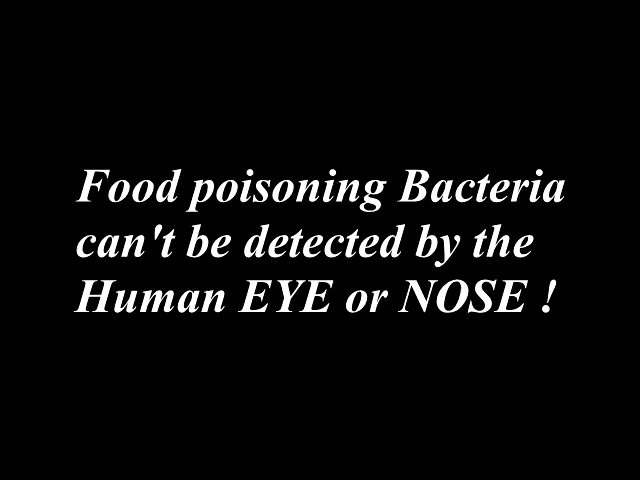 Food poisoning Bacteria
can't be detected by the
Human EYE or NOSE !